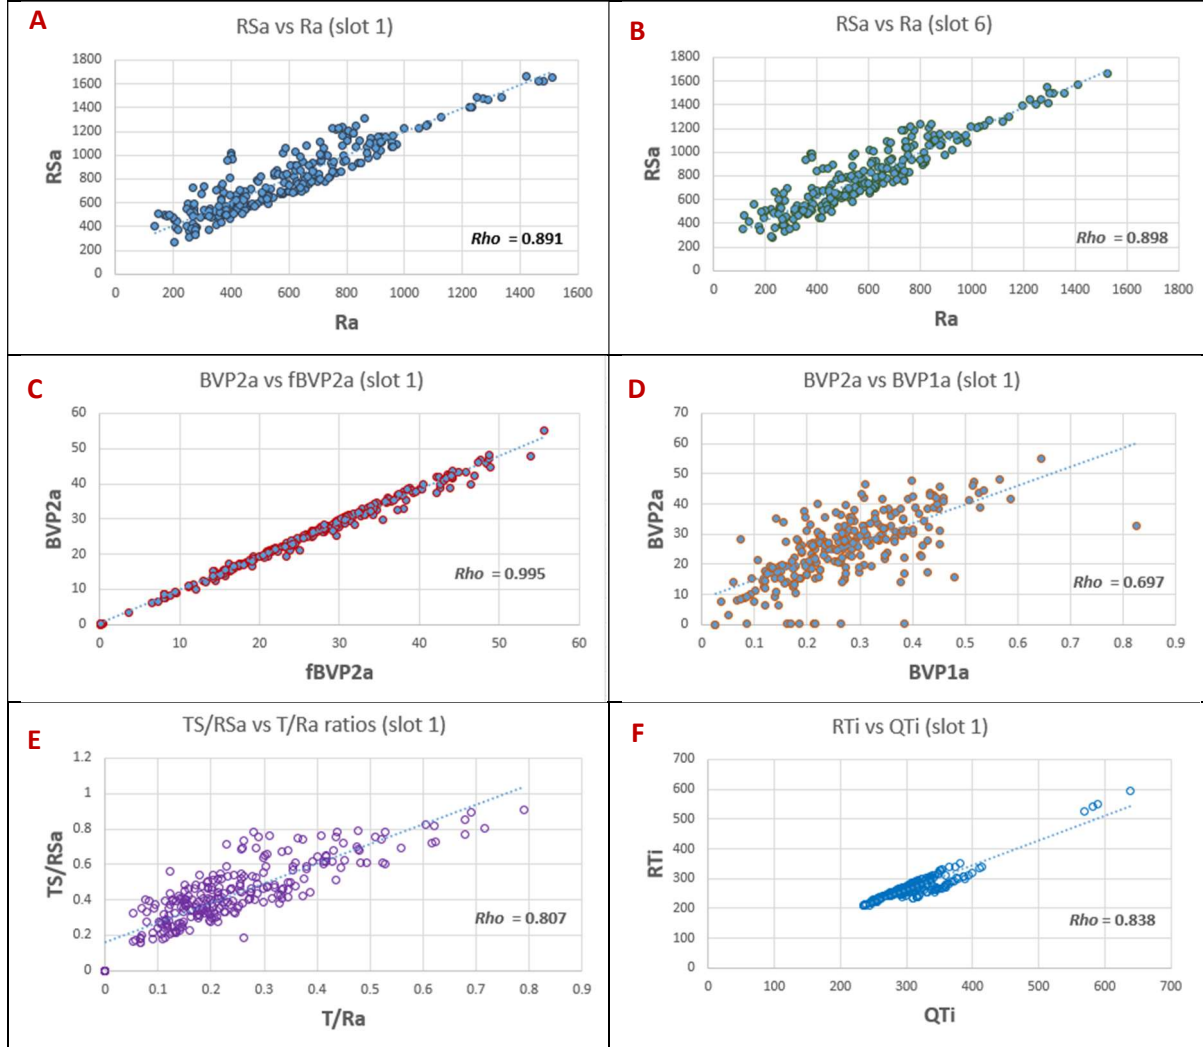 A
RSa vs Ra (slot 1)
1800
1600
1400
1200
1000
800
600
400
200
0
RSa
Rho = 0.891
0 200 400 600 800 1000 1200 1400 1600
Ra
B
RSa vs Ra (slot 6)
1800
1600
1400
1200
1000
800
600
400
200
0
RSa
Rho = 0.898
0 200 400 600 800 1000 1200 1400 1600 1800
Ra
C
BVP2a vs fBVP2a (slot 1)
60
50
40
30
20
10
0
BVP2a
Rho = 0.995
0 10 20 30 40 50 60
fBVP2a
D
BVP2a vs BVP1a (slot 1)
70
60
50
40
30
20
10
0
BVP2a
Rho = 0.697
0 0.1 0.2 0.3 0.4 0.5 0.6 0.7 0.8 0.9
BVP1a
E
TS/RSa vs T/Ra ratios (slot 1)
1.2
1
0.8
0.6
0.4
0.2
0
TS/RSa
Rho = 0.807
0 0.1 0.2 0.3 0.4 0.5 0.6 0.7 0.8 0.9
T/Ra
F
RTi vs QTi (slot 1)
700
600
500
400
300
200
100
0
RTi
Rho = 0.838
0 100 200 300 400 500 600 700
QTi